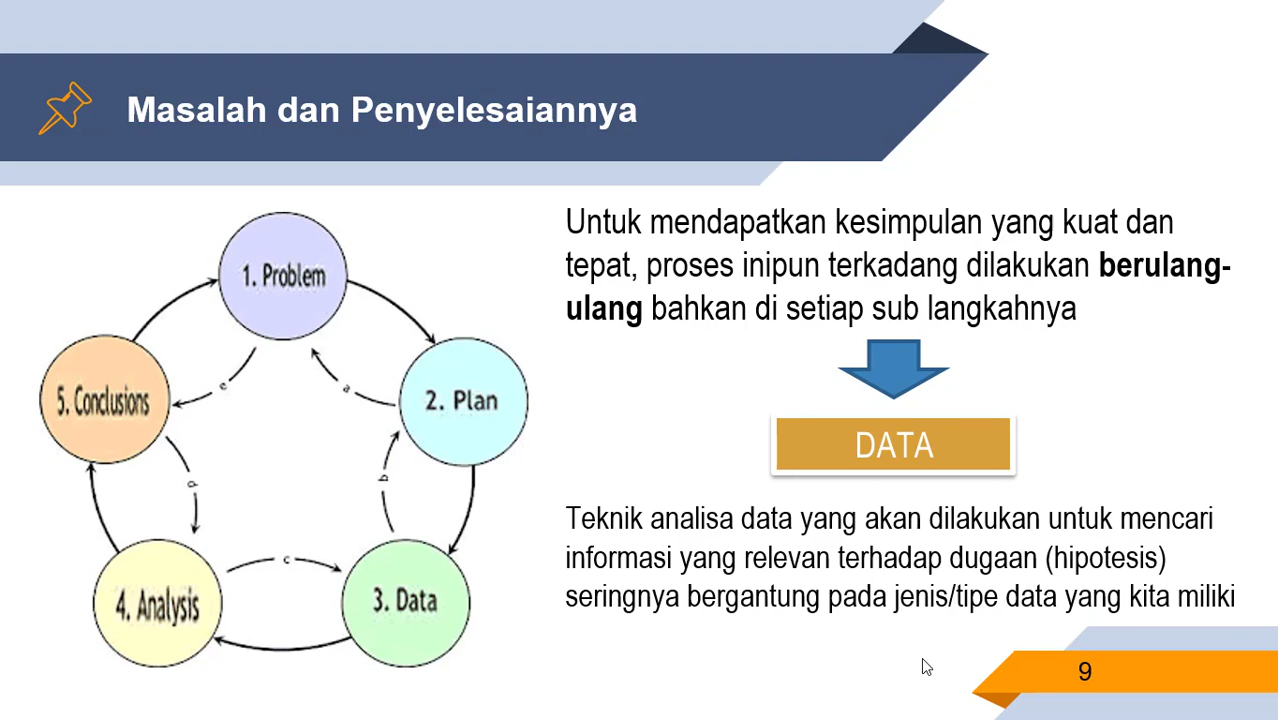 Masalah dan Penyelesaiannya
Untuk mendapatkan kesimpulan yang kuat dan
tepat, proses inipun terkadang dilakukan berulang-
ulang bahkan di setiap sub langkahnya
DATA
Teknik analisa data yang akan dilakukan untuk mencari
informasi yang relevan terhadap dugaan (hipotesis)
seringnya bergantung pada jenis/tipe data yang kita miliki
1. Problem
2. Plan
3. Data
4. Analysis
5. Conclusions
a
b
c
d
e
9